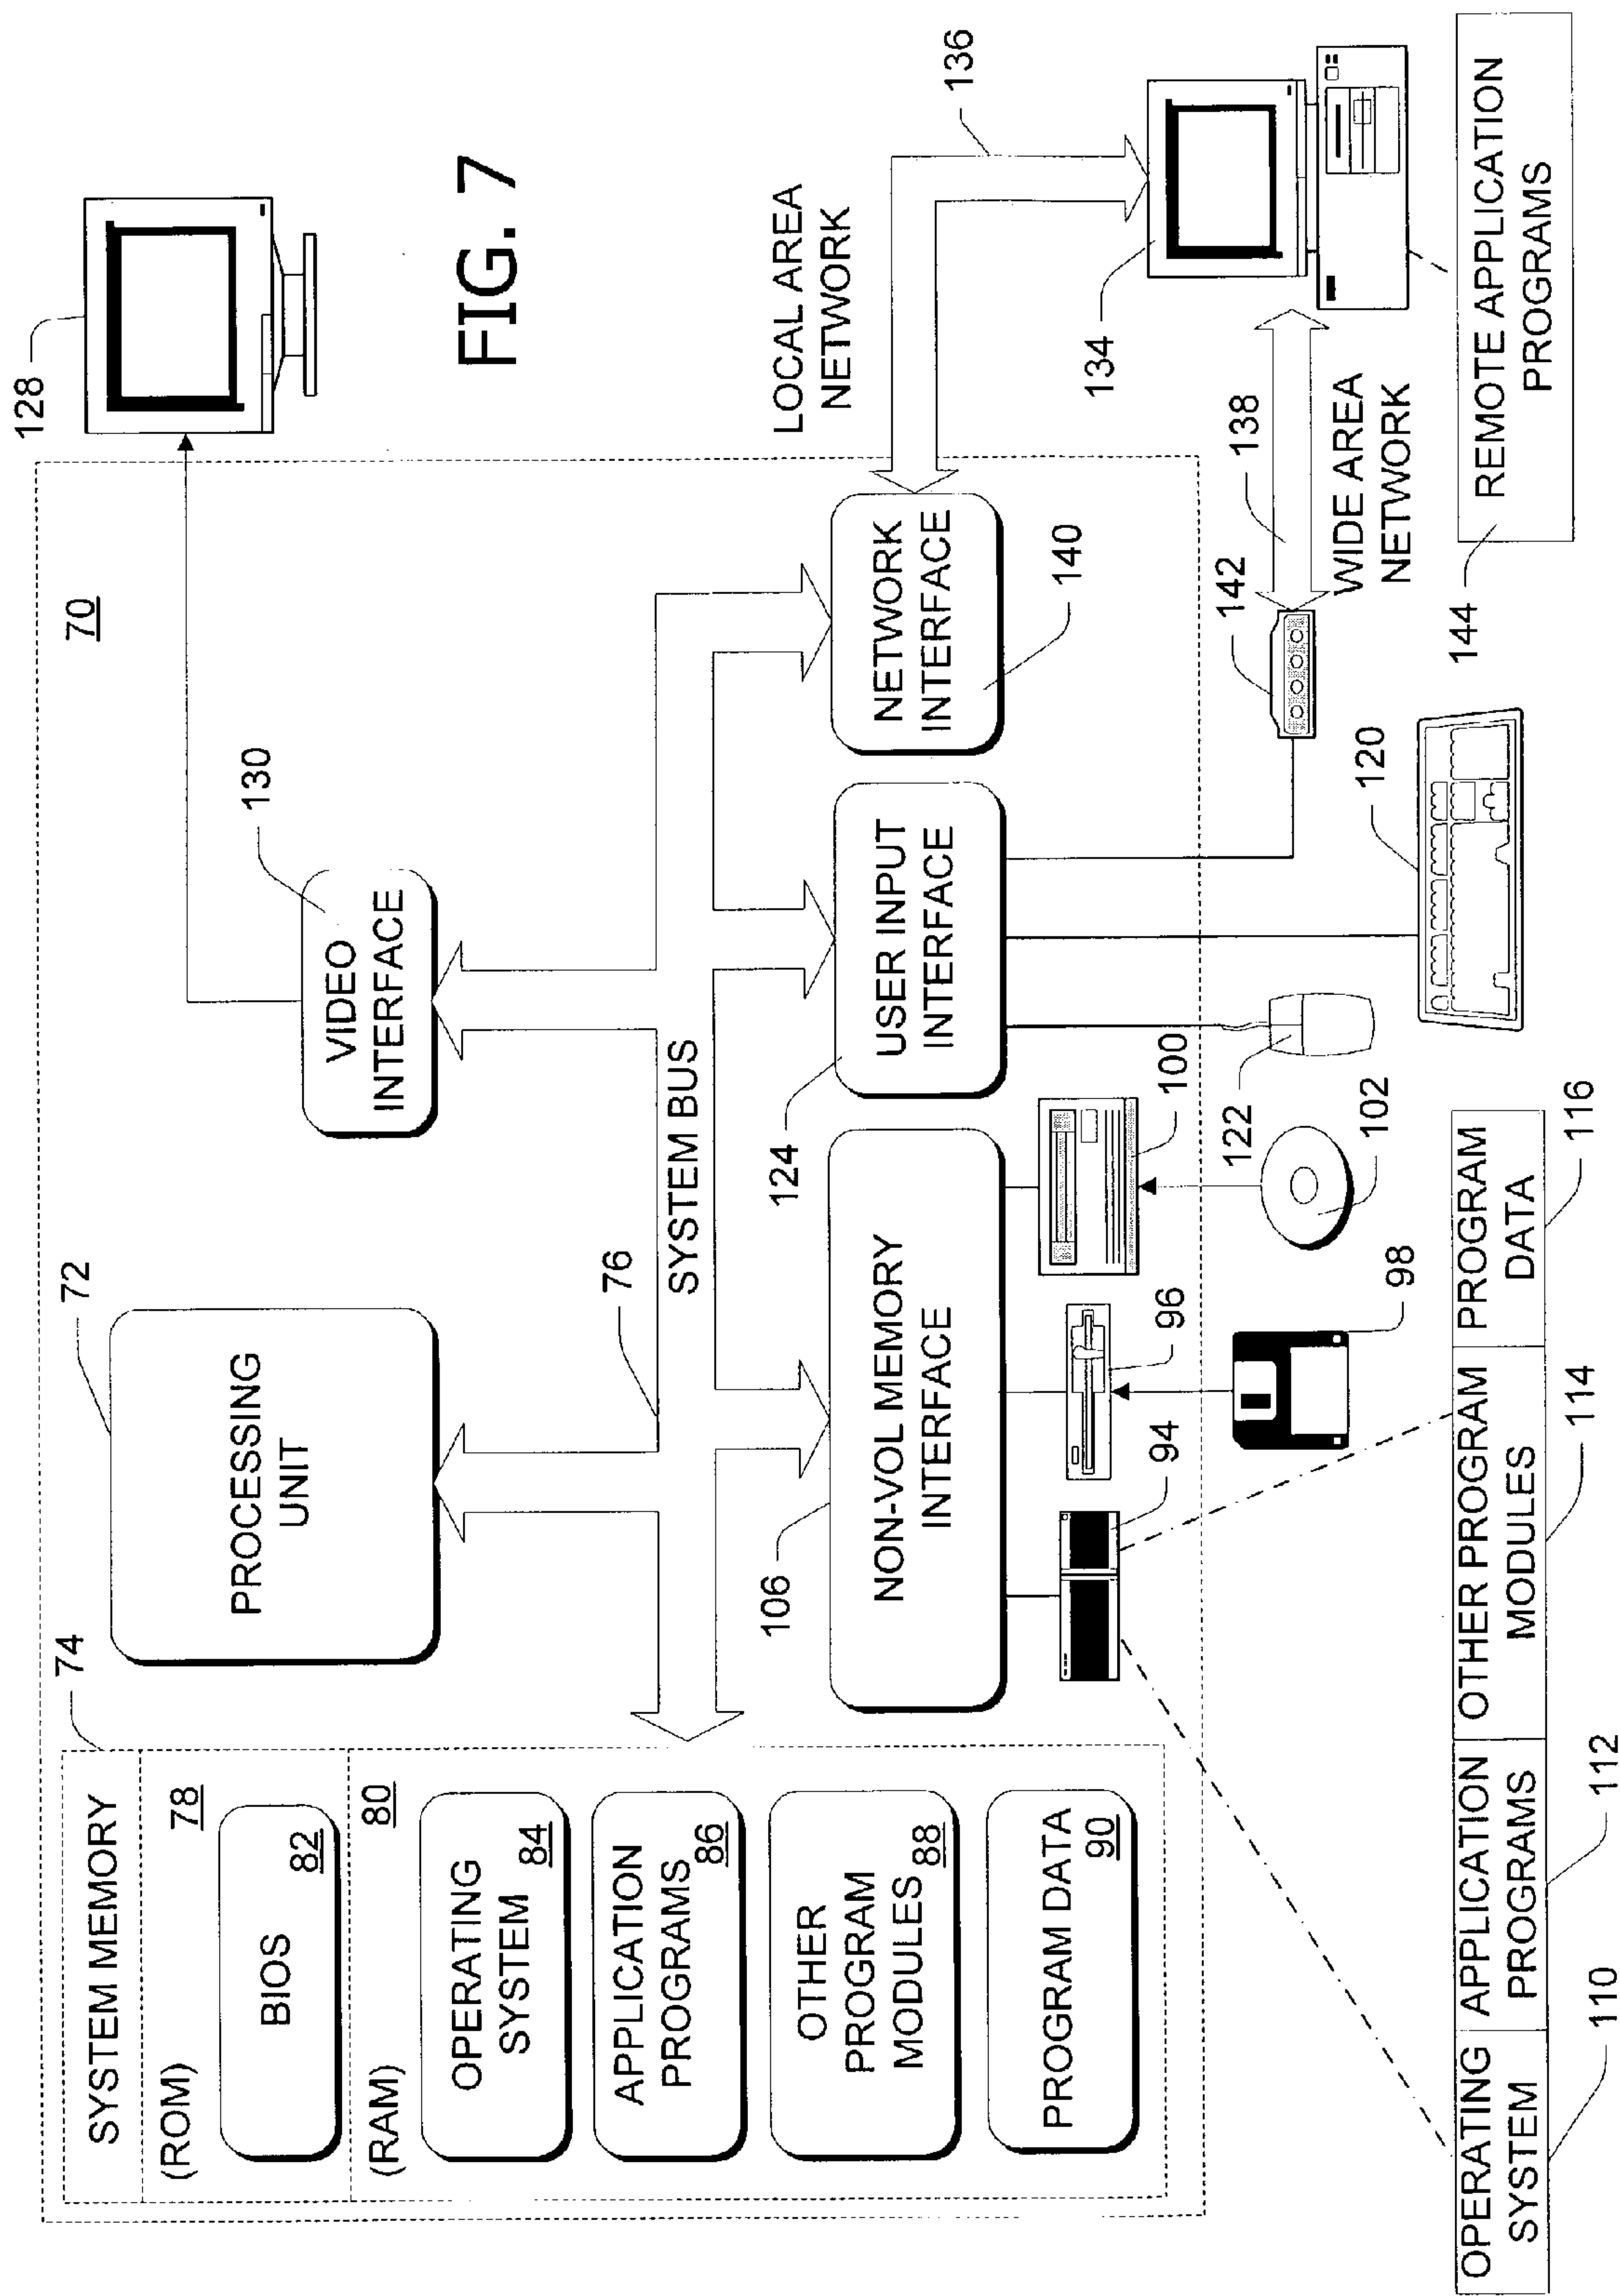 FIG. 7
70
SYSTEM MEMORY
74
(ROM)
78
BIOS
82
(RAM)
80
OPERATING
SYSTEM
84
APPLICATION
PROGRAMS
86
OTHER
PROGRAM
MODULES
88
PROGRAM DATA
90
PROCESSING
UNIT
72
76
SYSTEM BUS
VIDEO
INTERFACE
130
128
106
NON-VOL MEMORY
INTERFACE
124
USER INPUT
INTERFACE
NETWORK
INTERFACE
140
LOCAL AREA
NETWORK
136
134
138
WIDE AREA
NETWORK
142
94
96
98
100
102
122
120
144
REMOTE APPLICATION
PROGRAMS
OPERATING
SYSTEM
110
APPLICATION
PROGRAMS
112
OTHER PROGRAM
MODULES
114
PROGRAM
DATA
116